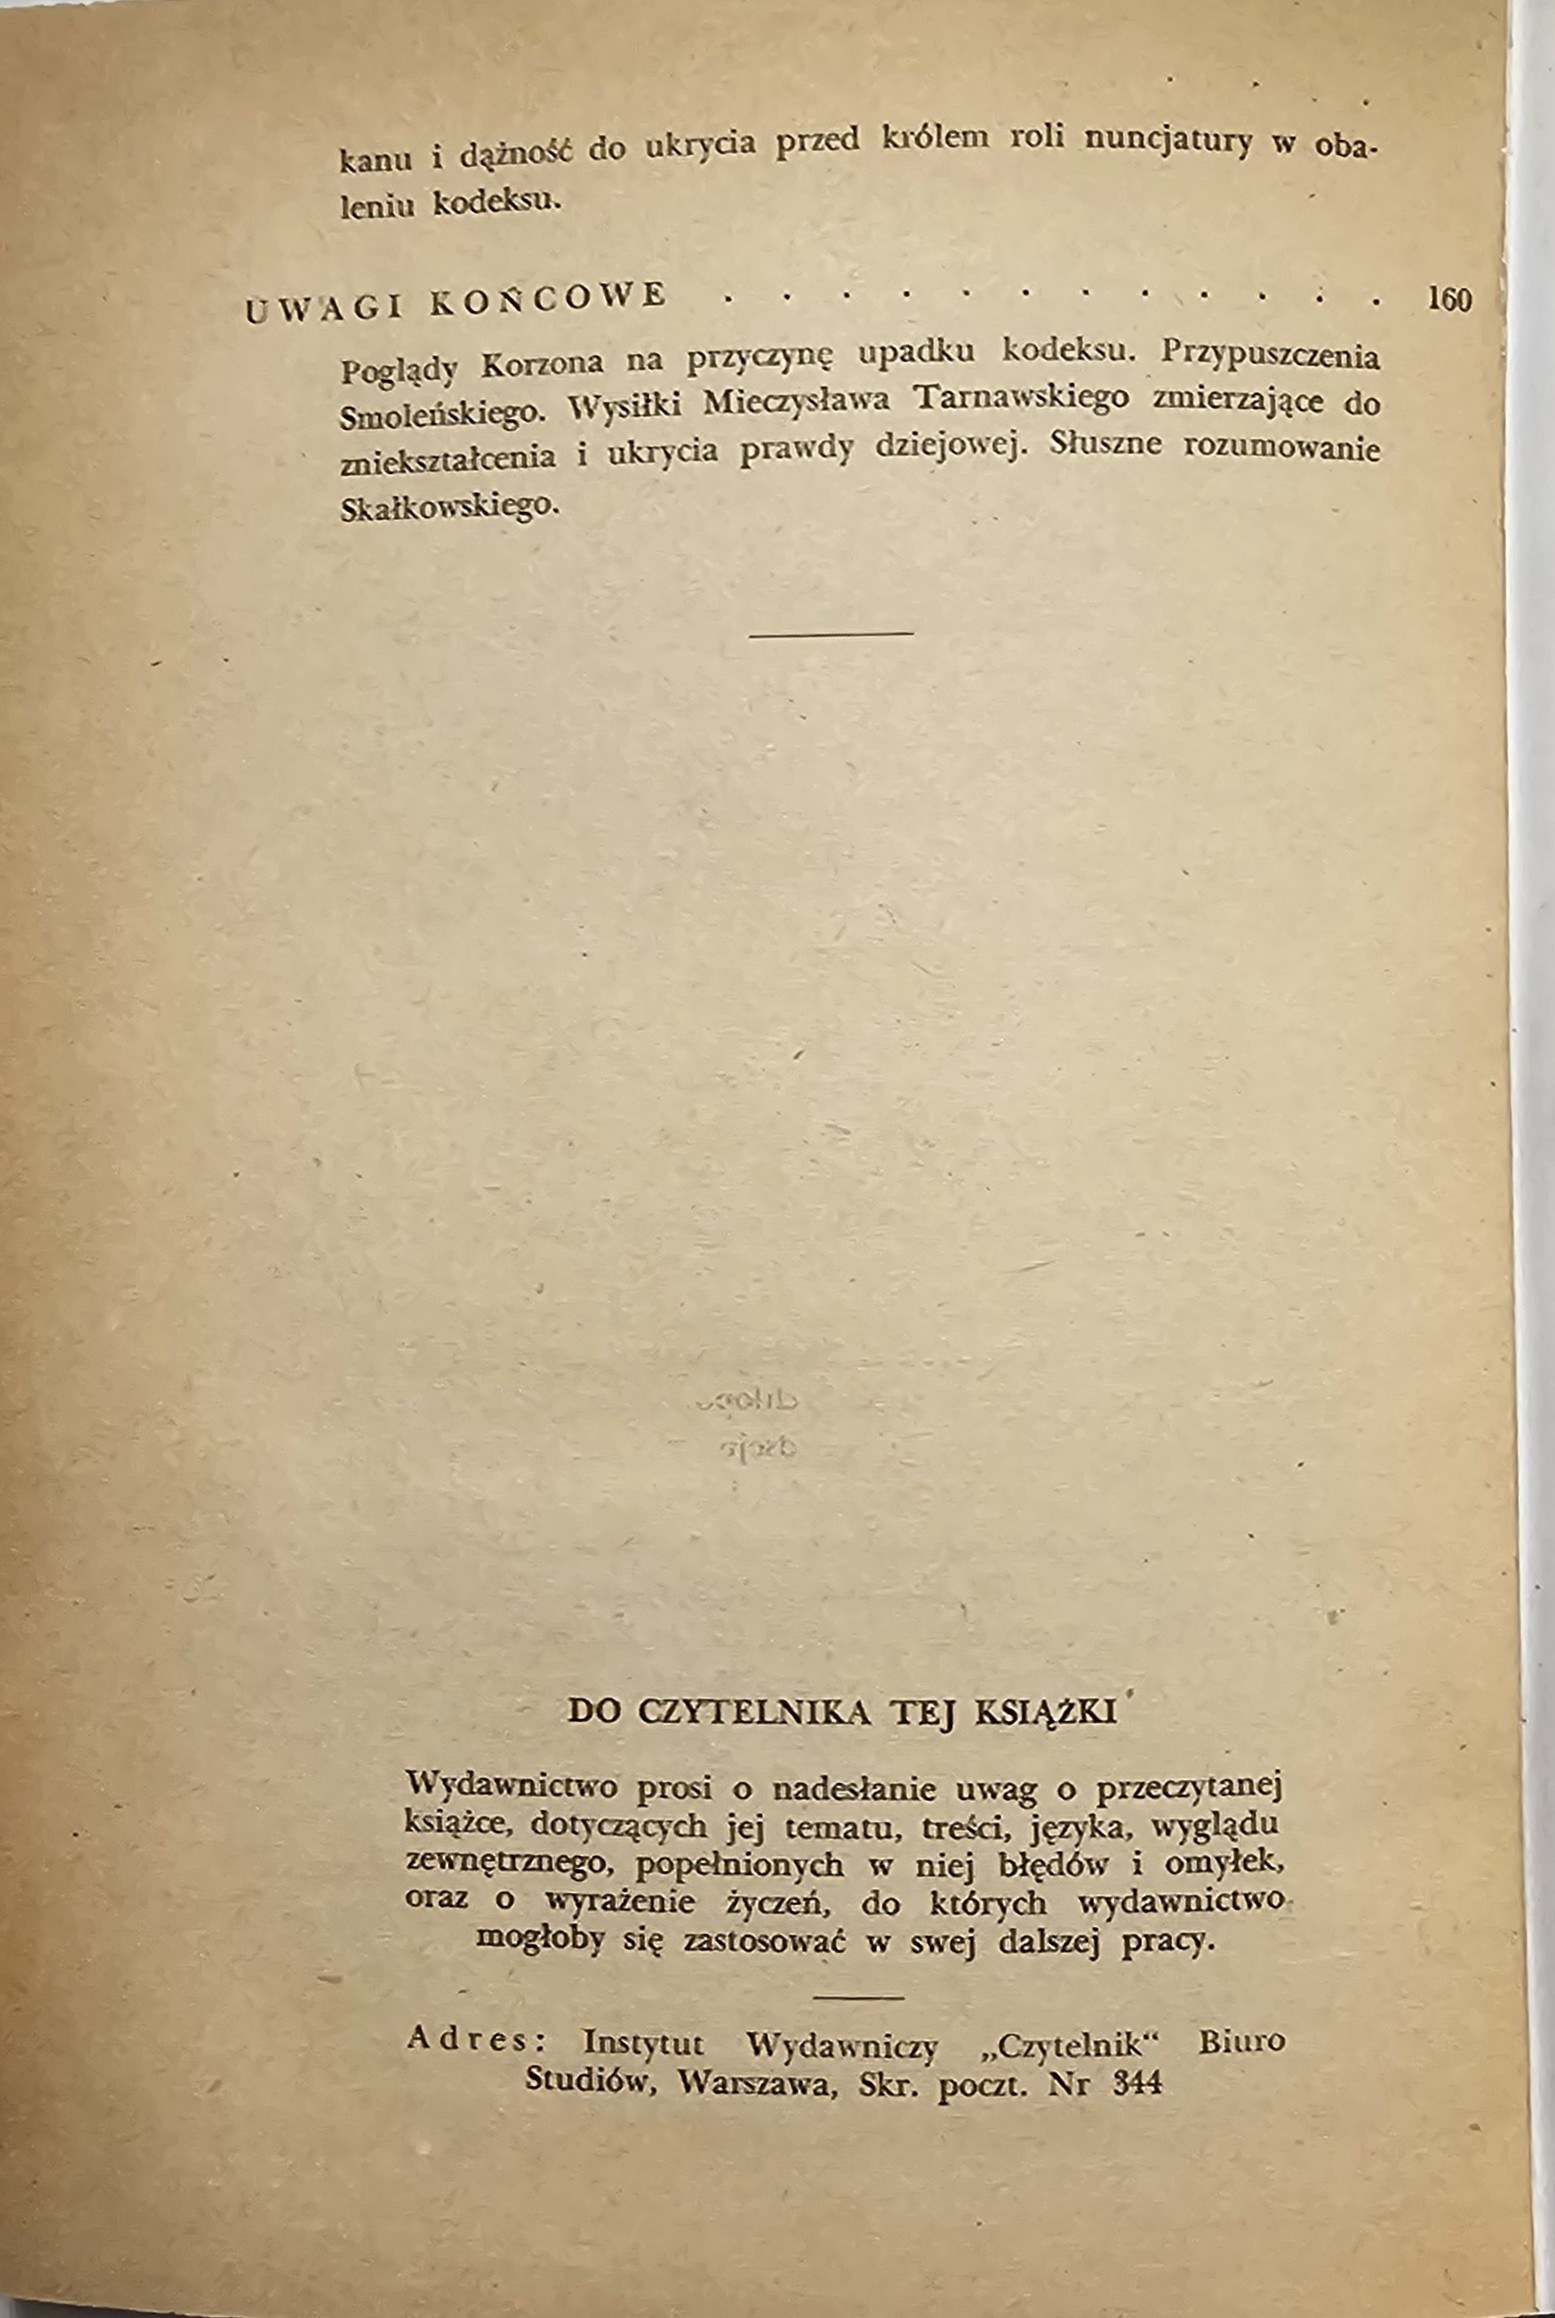 kanu i dążność do ukrycia przed królem roli nuncjatury w oba-
leniu kodeksu.
UWAGI KOŃCOWE . . . . . . . . . . . . 160
Poglądy Korzona na przyczynę upadku kodeksu. Przypuszczenia
Smoleńskiego. Wysiłki Mieczysława Tarnawskiego zmierzające do
zniekształcenia i ukrycia prawdy dziejowej. Słuszne rozumowanie
Skałkowskiego.
DO CZYTELNIKA TEJ KSIĄŻKI
Wydawnictwo prosi o nadesłanie uwag o przeczytanej
książce, dotyczących jej tematu, treści, języka, wyglądu
zewnętrznego, popełnionych w niej błędów i omyłek,
oraz o wyrażenie życzeń, do których wydawnictwo
mogłoby się zastosować w swej dalszej pracy.
Adres: Instytut Wydawniczy „Czytelnik“ Biuro
Studiów, Warszawa, Skr. poczt. Nr 344